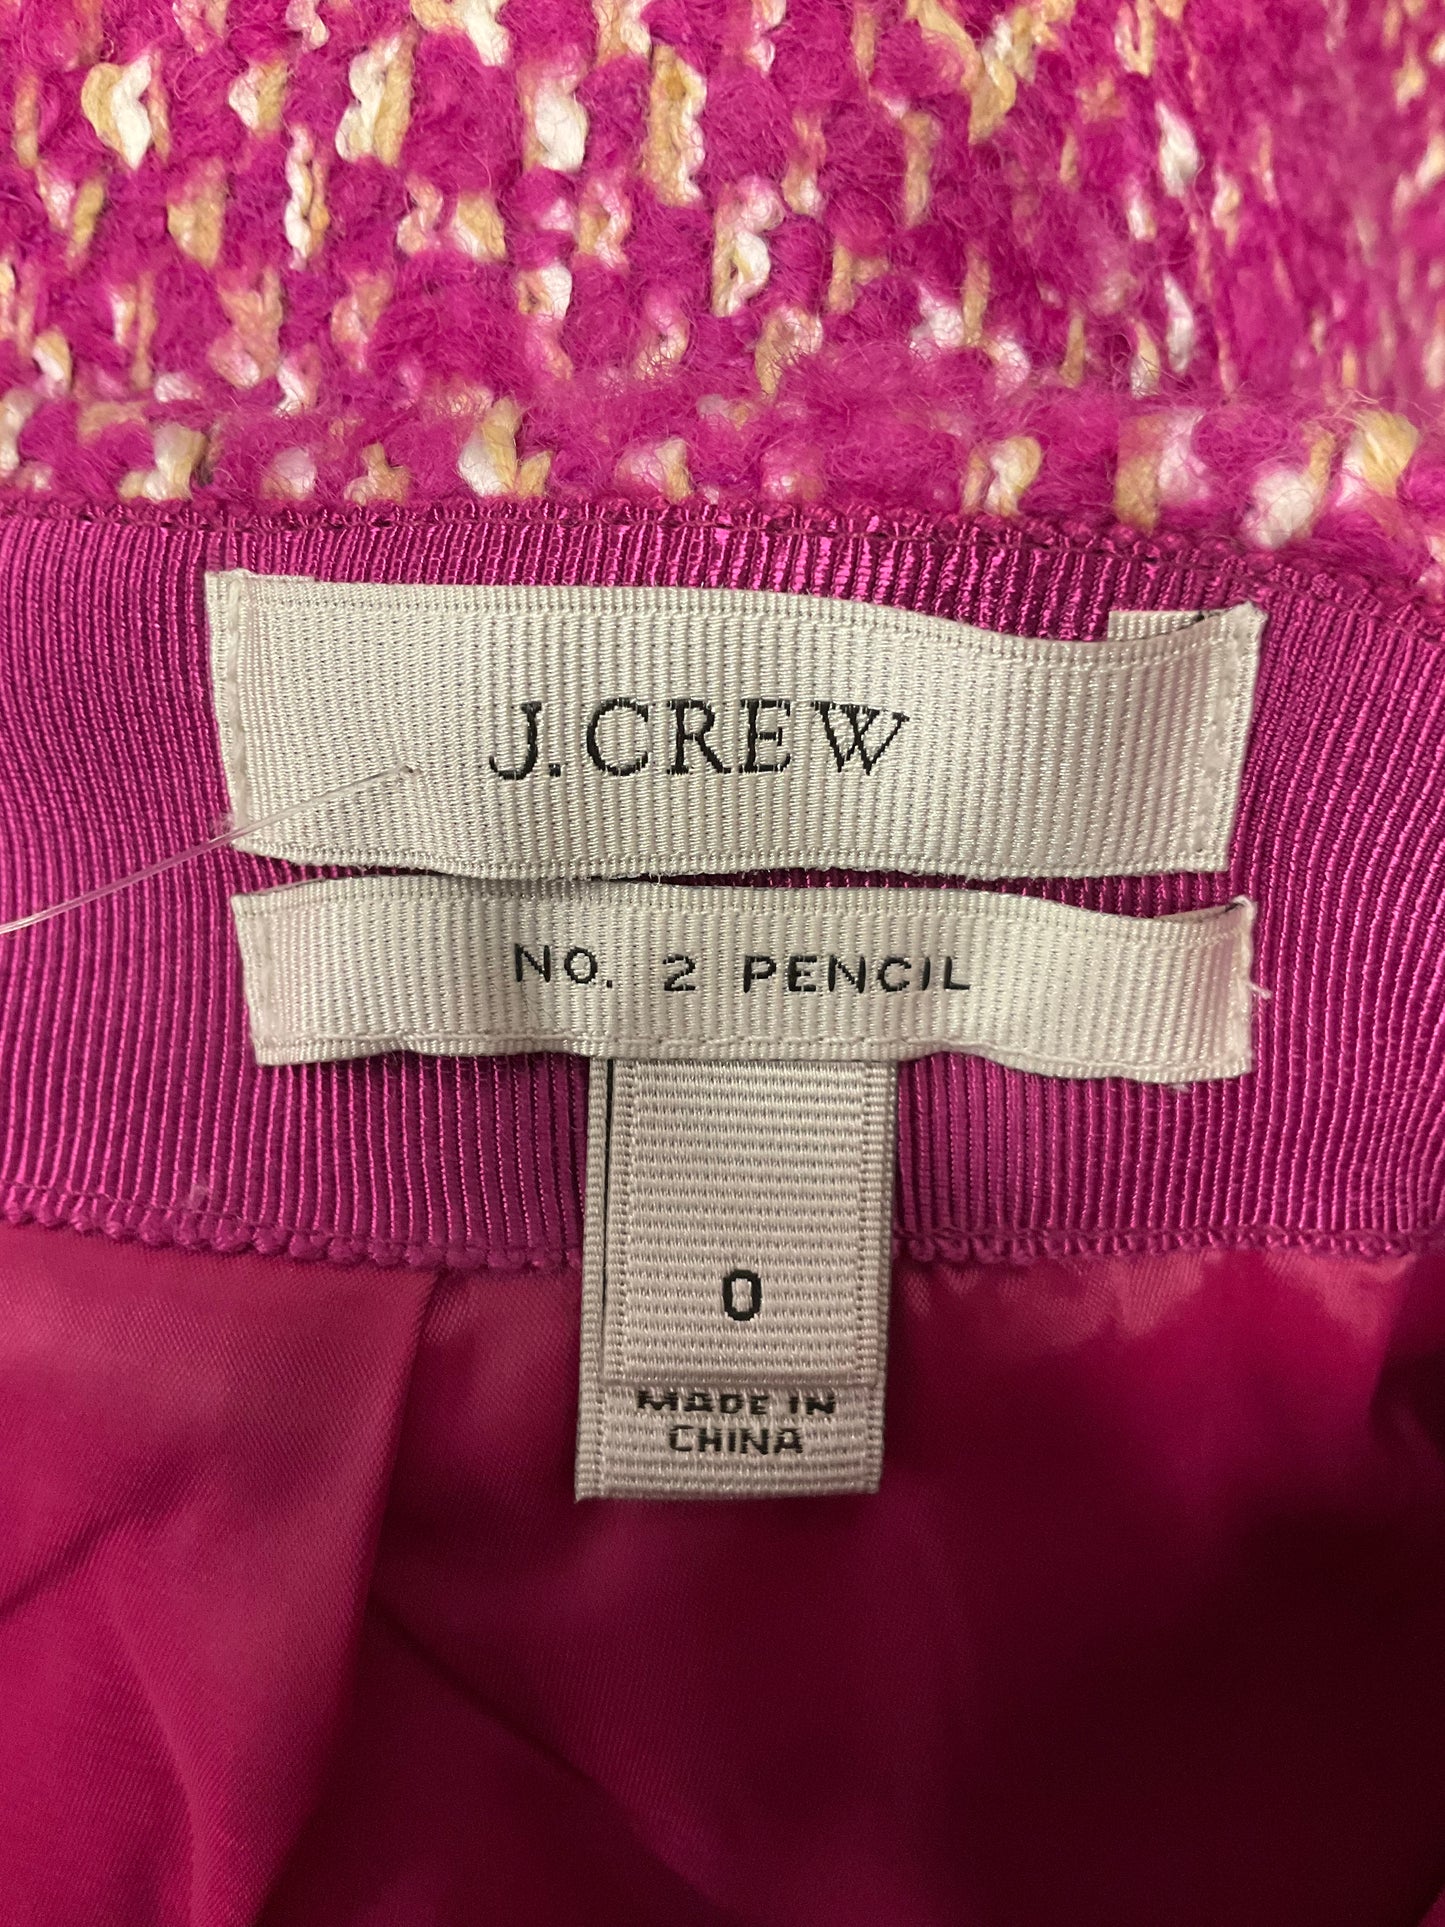 J.CREW
NO. 2 PENCIL
0
MADE IN
CHINA